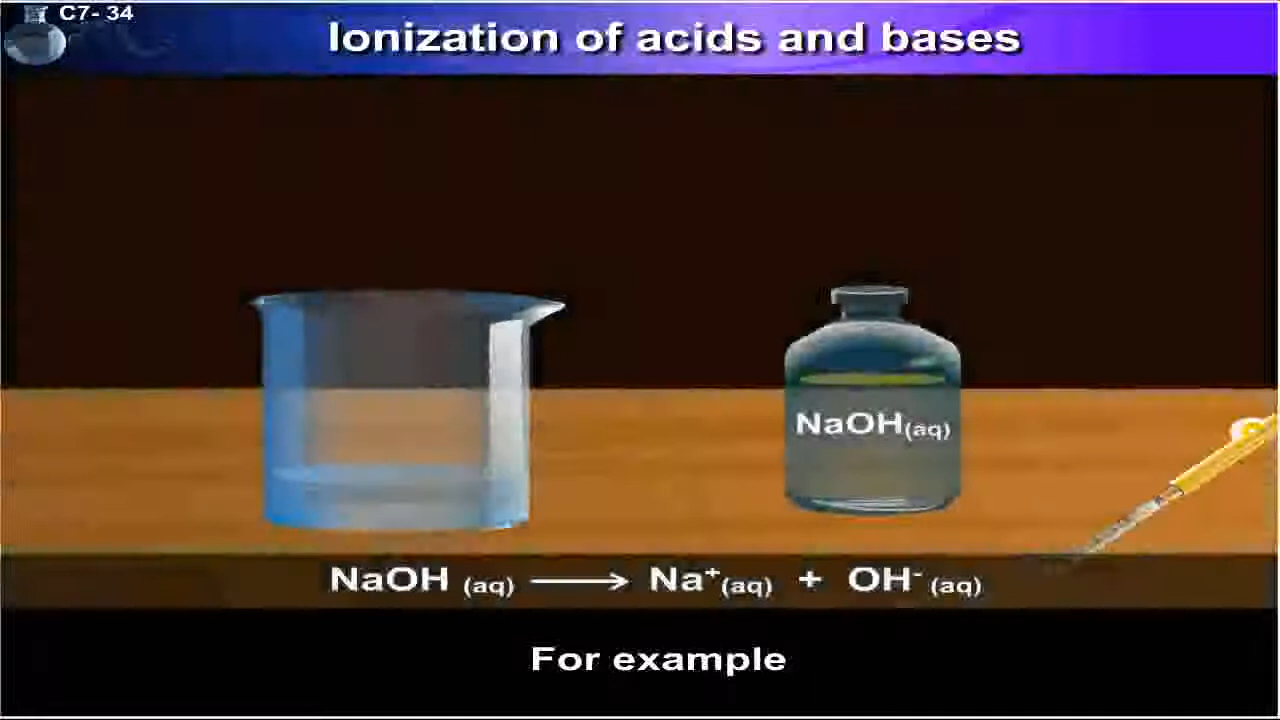 C7- 34
Ionization of acids and bases
NaOH(aq)
NaOH (aq) ⟶ Na⁺(aq) + OH⁻ (aq)
For example